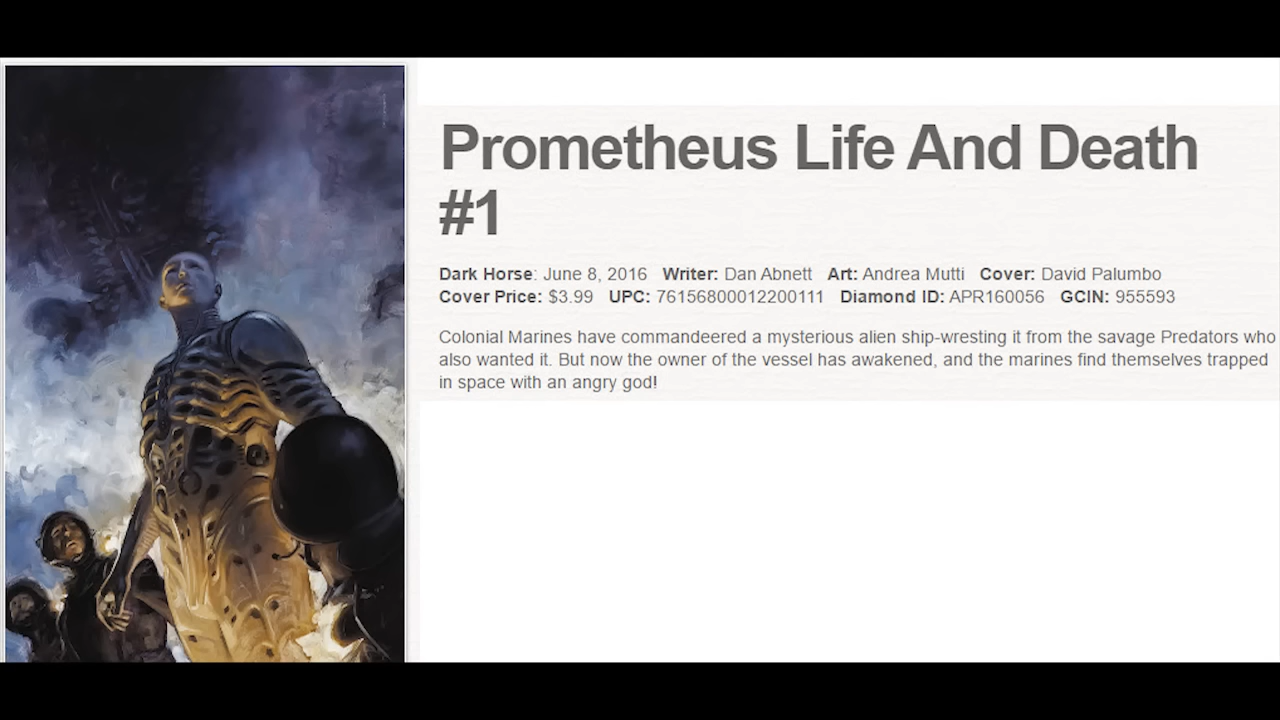 Prometheus Life And Death
#1
Dark Horse: June 8, 2016 Writer: Dan Abnett Art: Andrea Mutti Cover: David Palumbo
Cover Price: $3.99 UPC: 76156800012200111 Diamond ID: APR160056 GCIN: 955593
Colonial Marines have commandeered a mysterious alien ship-wresting it from the savage Predators who
also wanted it. But now the owner of the vessel has awakened, and the marines find themselves trapped
in space with an angry god!